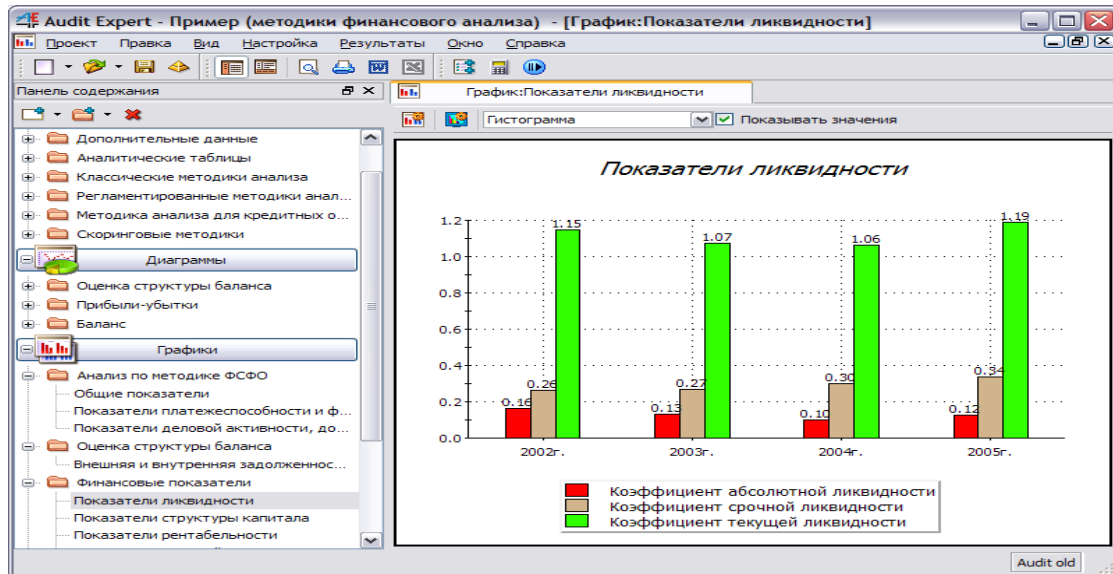 Audit Expert - Пример (методики финансового анализа) - [График:Показатели ликвидности]
Проект Правка Вид Настройка Результаты Окно Справка
Панель содержания
Дополнительные данные
Аналитические таблицы
Классические методики анализа
Регламентированные методики анал...
Методика анализа для кредитных о...
Скоринговые методики
Диаграммы
Оценка структуры баланса
Прибыли-убытки
Баланс
Графики
Анализ по методике ФСФО
Общие показатели
Показатели платежеспособности и ф...
Показатели деловой активности, до...
Оценка структуры баланса
Внешняя и внутренняя задолженнос...
Финансовые показатели
Показатели ликвидности
Показатели структуры капитала
Показатели рентабельности
График:Показатели ликвидности
Гистограмма Показывать значения
Показатели ликвидности
1.2
1.0
0.8
0.6
0.4
0.2
0.0
0.16 0.26 1.15
0.13 0.27 1.07
0.10 0.30 1.06
0.12 0.34 1.19
2002г. 2003г. 2004г. 2005г.
Коэффициент абсолютной ликвидности
Коэффициент срочной ликвидности
Коэффициент текущей ликвидности
Audit old